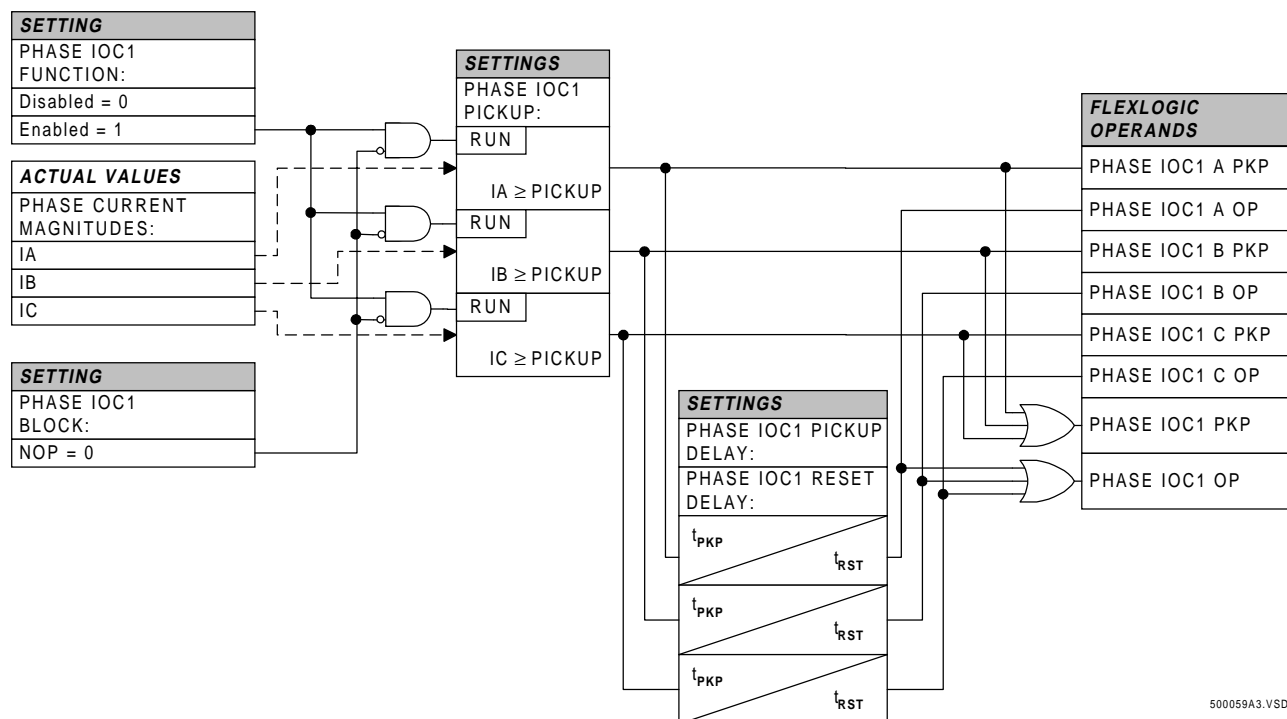 SETTING
PHASE IOC1
FUNCTION:
Disabled = 0
Enabled = 1
ACTUAL VALUES
PHASE CURRENT
MAGNITUDES:
IA
IB
IC
SETTING
PHASE IOC1
BLOCK:
NOP = 0
SETTINGS
PHASE IOC1
PICKUP:
RUN
IA ≥ PICKUP
RUN
IB ≥ PICKUP
RUN
IC ≥ PICKUP
SETTINGS
PHASE IOC1 PICKUP
DELAY:
PHASE IOC1 RESET
DELAY:
tPKP
tRST
tPKP
tRST
tPKP
tRST
FLEXLOGIC
OPERANDS
PHASE IOC1 A PKP
PHASE IOC1 A OP
PHASE IOC1 B PKP
PHASE IOC1 B OP
PHASE IOC1 C PKP
PHASE IOC1 C OP
PHASE IOC1 PKP
PHASE IOC1 OP
500059A3.VSD